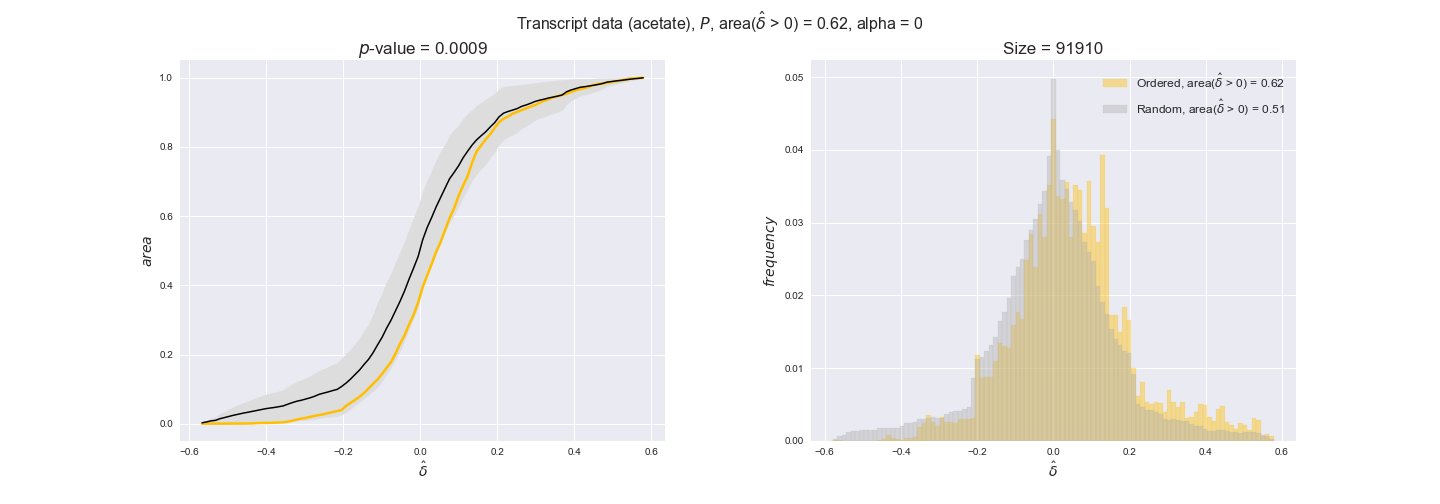 Transcript data (acetate), P, area(δ̂ > 0) = 0.62, alpha = 0
p-value = 0.0009
1.0
0.8
0.6
0.4
0.2
0.0
area
−0.6 −0.4 −0.2 0.0 0.2 0.4 0.6
δ̂
Size = 91910
Ordered, area(δ̂ > 0) = 0.62
Random, area(δ̂ > 0) = 0.51
0.05
0.04
0.03
0.02
0.01
0.00
frequency
−0.6 −0.4 −0.2 0.0 0.2 0.4 0.6
δ̂